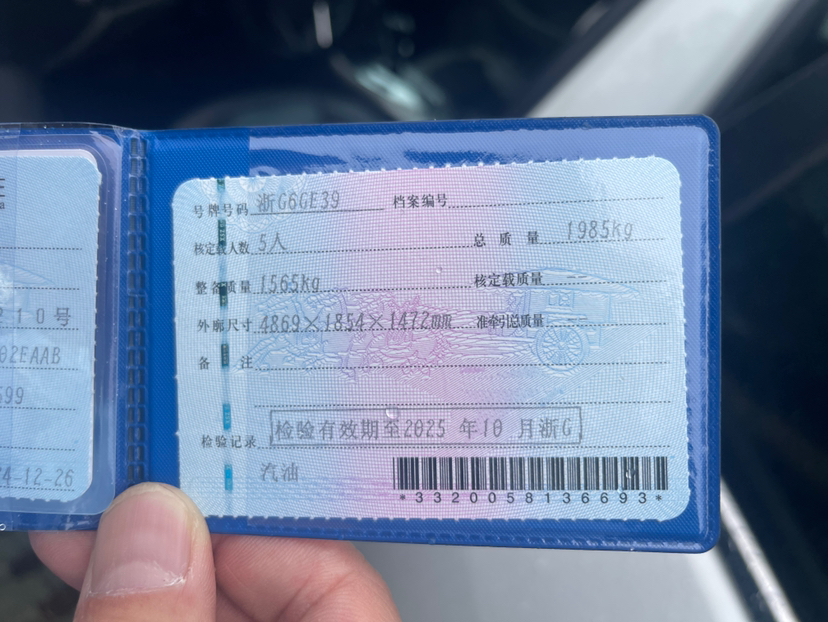 号牌号码 浙G6GE39 档案编号
核定载人数 5人 总质量 1985kg
整备质量 1565kg 核定载质量
外廓尺寸 4869×1854×1472mm 准牵引总质量
备注
检验记录 检验有效期至2025 年10 月浙G
汽油
*3320058136693*
10号
02EAAB
599
4-12-26